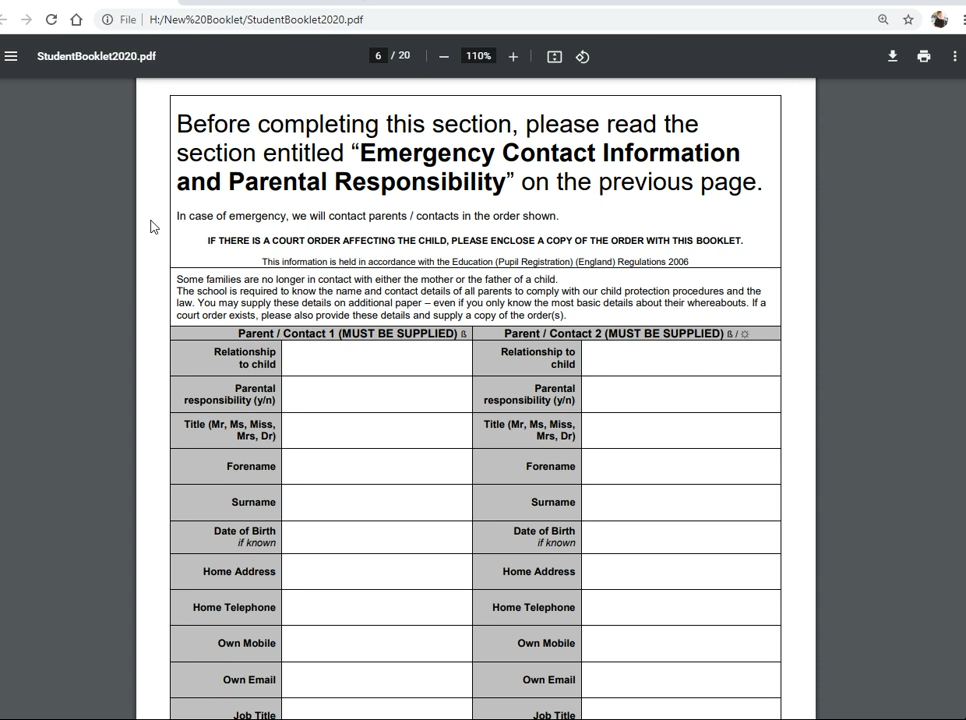 File H:/New%20Booklet/StudentBooklet2020.pdf
StudentBooklet2020.pdf 6 / 20 110%
Before completing this section, please read the
section entitled “Emergency Contact Information
and Parental Responsibility” on the previous page.
In case of emergency, we will contact parents / contacts in the order shown.
IF THERE IS A COURT ORDER AFFECTING THE CHILD, PLEASE ENCLOSE A COPY OF THE ORDER WITH THIS BOOKLET.
This information is held in accordance with the Education (Pupil Registration) (England) Regulations 2006
Some families are no longer in contact with either the mother or the father of a child.
The school is required to know the name and contact details of all parents to comply with our child protection procedures and the
law. You may supply these details on additional paper – even if you only know the most basic details about their whereabouts. If a
court order exists, please also provide these details and supply a copy of the order(s).
Parent / Contact 1 (MUST BE SUPPLIED) ß Parent / Contact 2 (MUST BE SUPPLIED) ß / ☼
Relationship Relationship to
to child child
Parental Parental
responsibility (y/n) responsibility (y/n)
Title (Mr, Ms, Miss, Title (Mr, Ms, Miss,
Mrs, Dr) Mrs, Dr)
Forename Forename
Surname Surname
Date of Birth Date of Birth
if known if known
Home Address Home Address
Home Telephone Home Telephone
Own Mobile Own Mobile
Own Email Own Email
Job Title Job Title